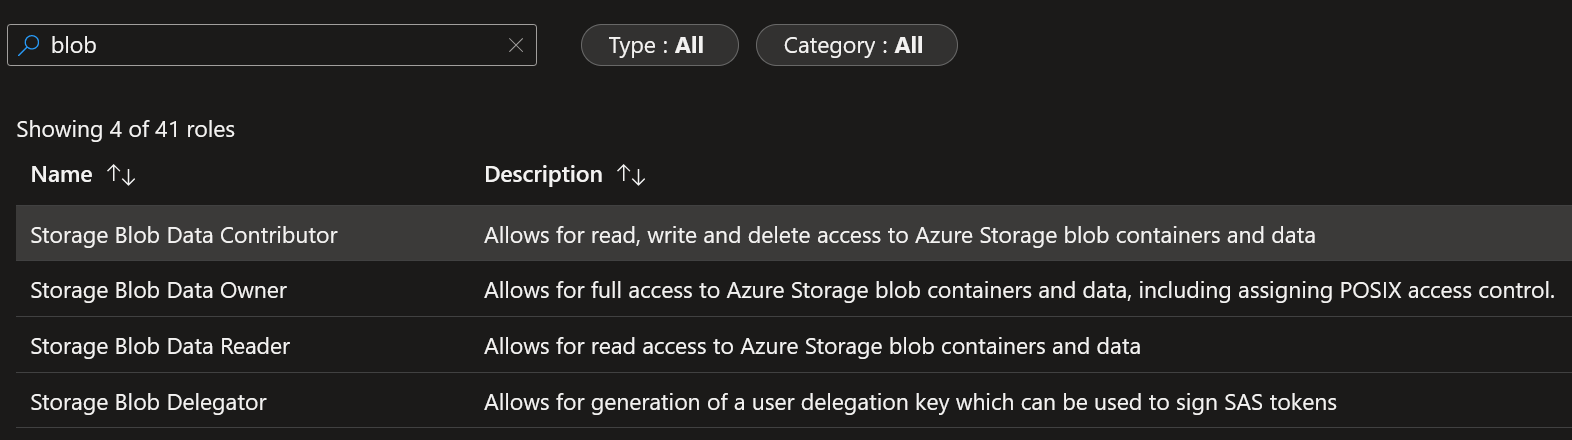 blob
Type : All
Category : All
Showing 4 of 41 roles
Name Description
Storage Blob Data Contributor Allows for read, write and delete access to Azure Storage blob containers and data
Storage Blob Data Owner Allows for full access to Azure Storage blob containers and data, including assigning POSIX access control.
Storage Blob Data Reader Allows for read access to Azure Storage blob containers and data
Storage Blob Delegator Allows for generation of a user delegation key which can be used to sign SAS tokens